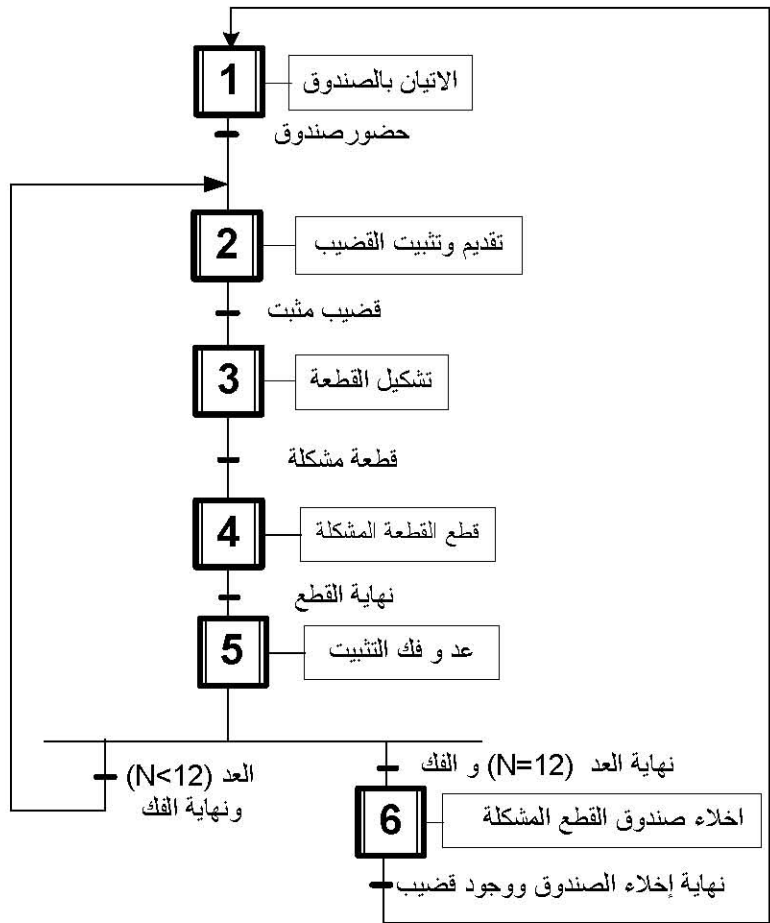 1
الاتيان بالصندوق
حضور صندوق
2
تقديم وتثبيت القضيب
قضيب مثبت
3
تشكيل القطعة
قطعة مشكلة
4
قطع القطعة المشكلة
نهاية القطع
5
عد و فك التثبيت
نهاية العد (N=12) و الفك
العد (N<12)
ونهاية الفك
6
اخلاء صندوق القطع المشكلة
نهاية إخلاء الصندوق ووجود قضيب